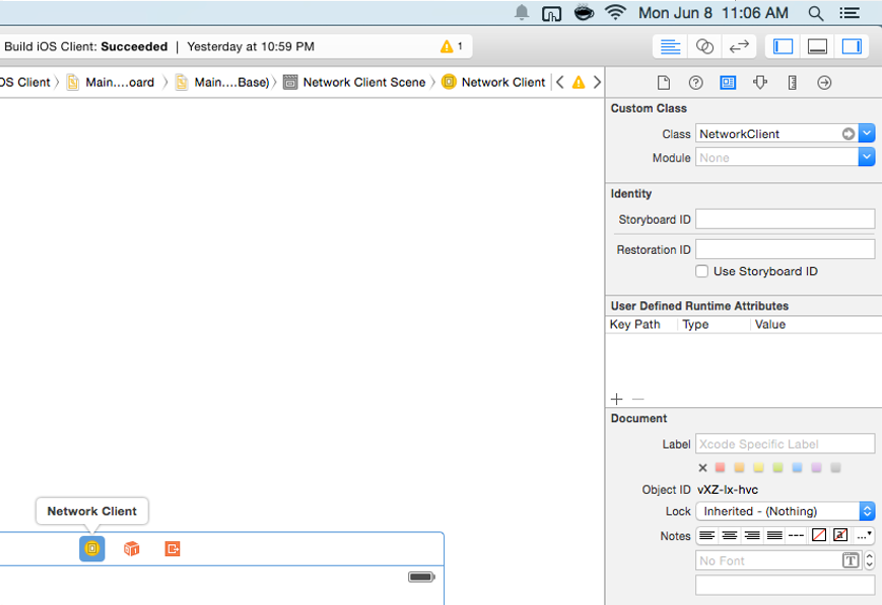 Mon Jun 8 11:06 AM
Build iOS Client: Succeeded | Yesterday at 10:59 PM
1
OS Client
Main....oard
Main....Base)
Network Client Scene
Network Client
Custom Class
Class NetworkClient
Module None
Identity
Storyboard ID
Restoration ID
Use Storyboard ID
User Defined Runtime Attributes
Key Path Type Value
Document
Label Xcode Specific Label
Object ID vXZ-lx-hvc
Lock Inherited - (Nothing)
Notes
No Font
Network Client